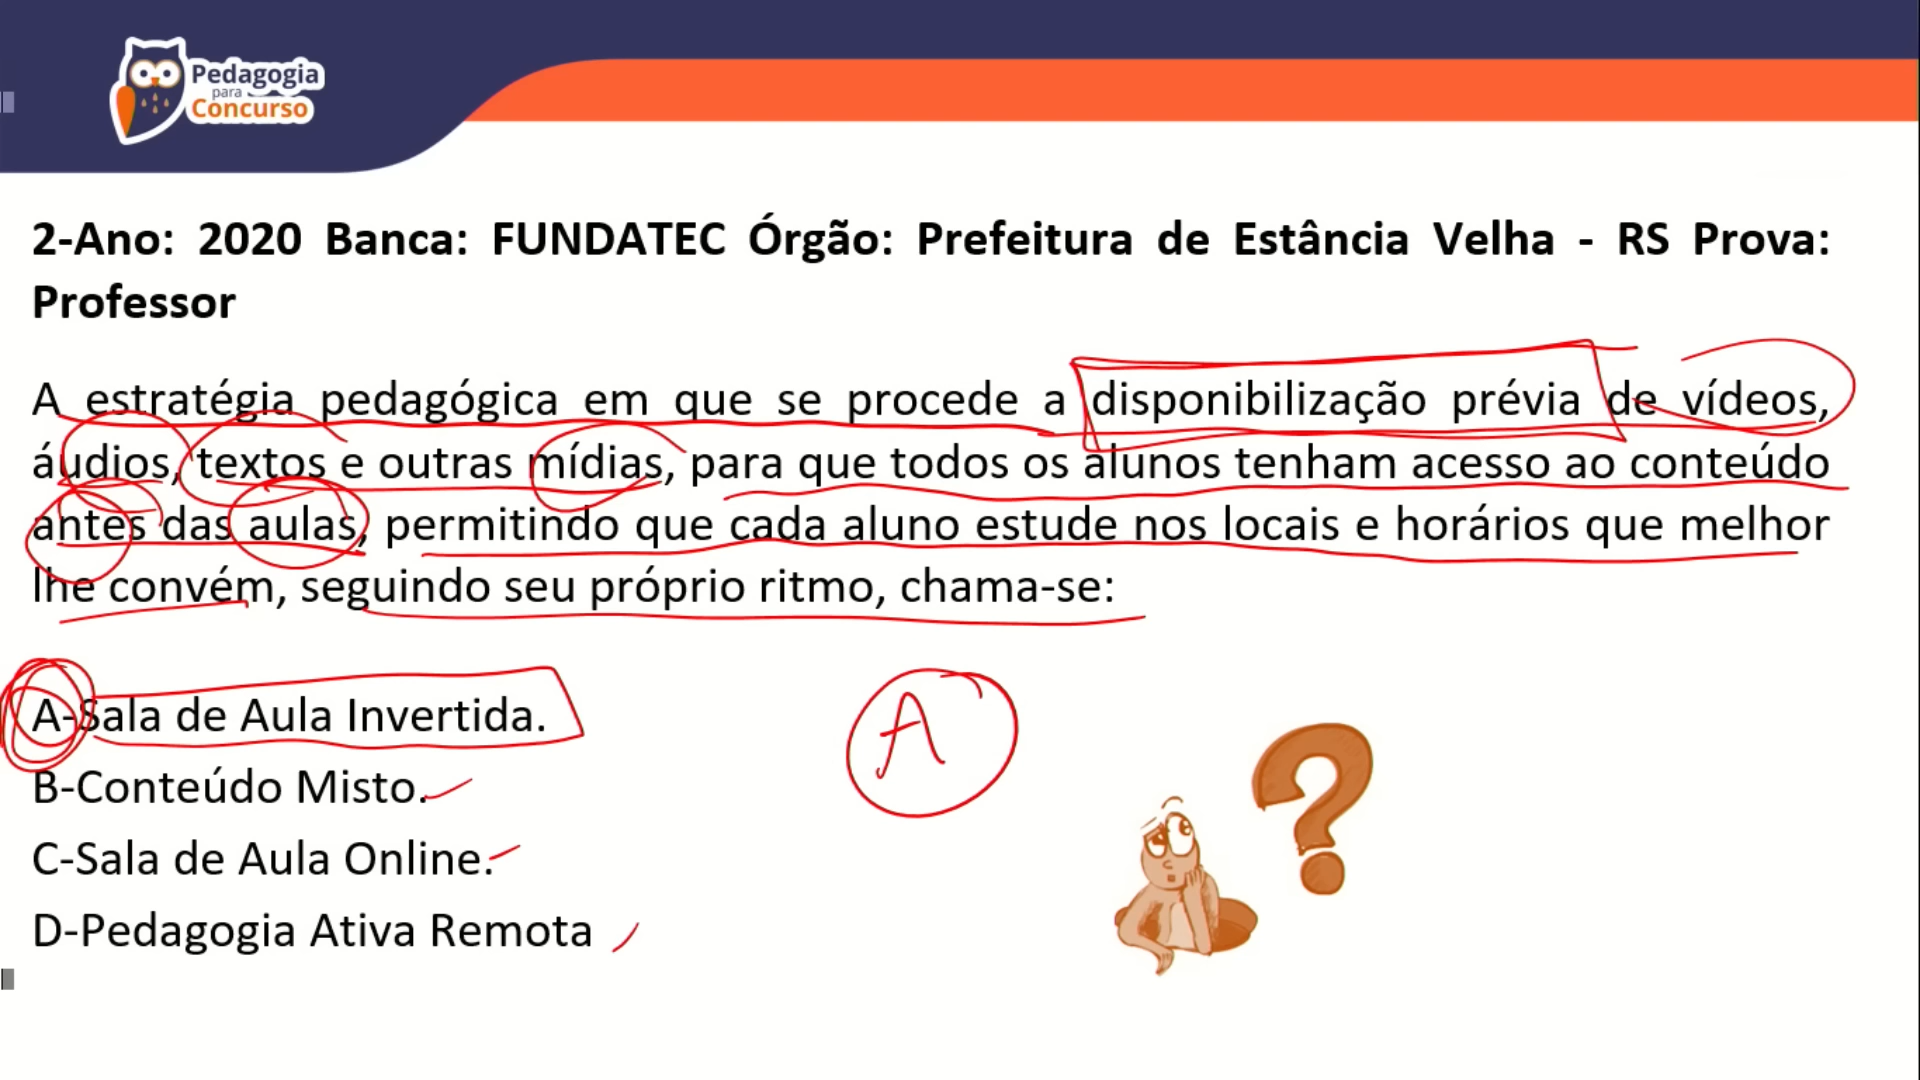 Pedagogia
para
Concurso
2-Ano: 2020 Banca: FUNDATEC Órgão: Prefeitura de Estância Velha - RS Prova:
Professor
A estratégia pedagógica em que se procede a disponibilização prévia de vídeos,
áudios, textos e outras mídias, para que todos os alunos tenham acesso ao conteúdo
antes das aulas, permitindo que cada aluno estude nos locais e horários que melhor
lhe convém, seguindo seu próprio ritmo, chama-se:
A-Sala de Aula Invertida.
A
B-Conteúdo Misto.
C-Sala de Aula Online.
D-Pedagogia Ativa Remota
?